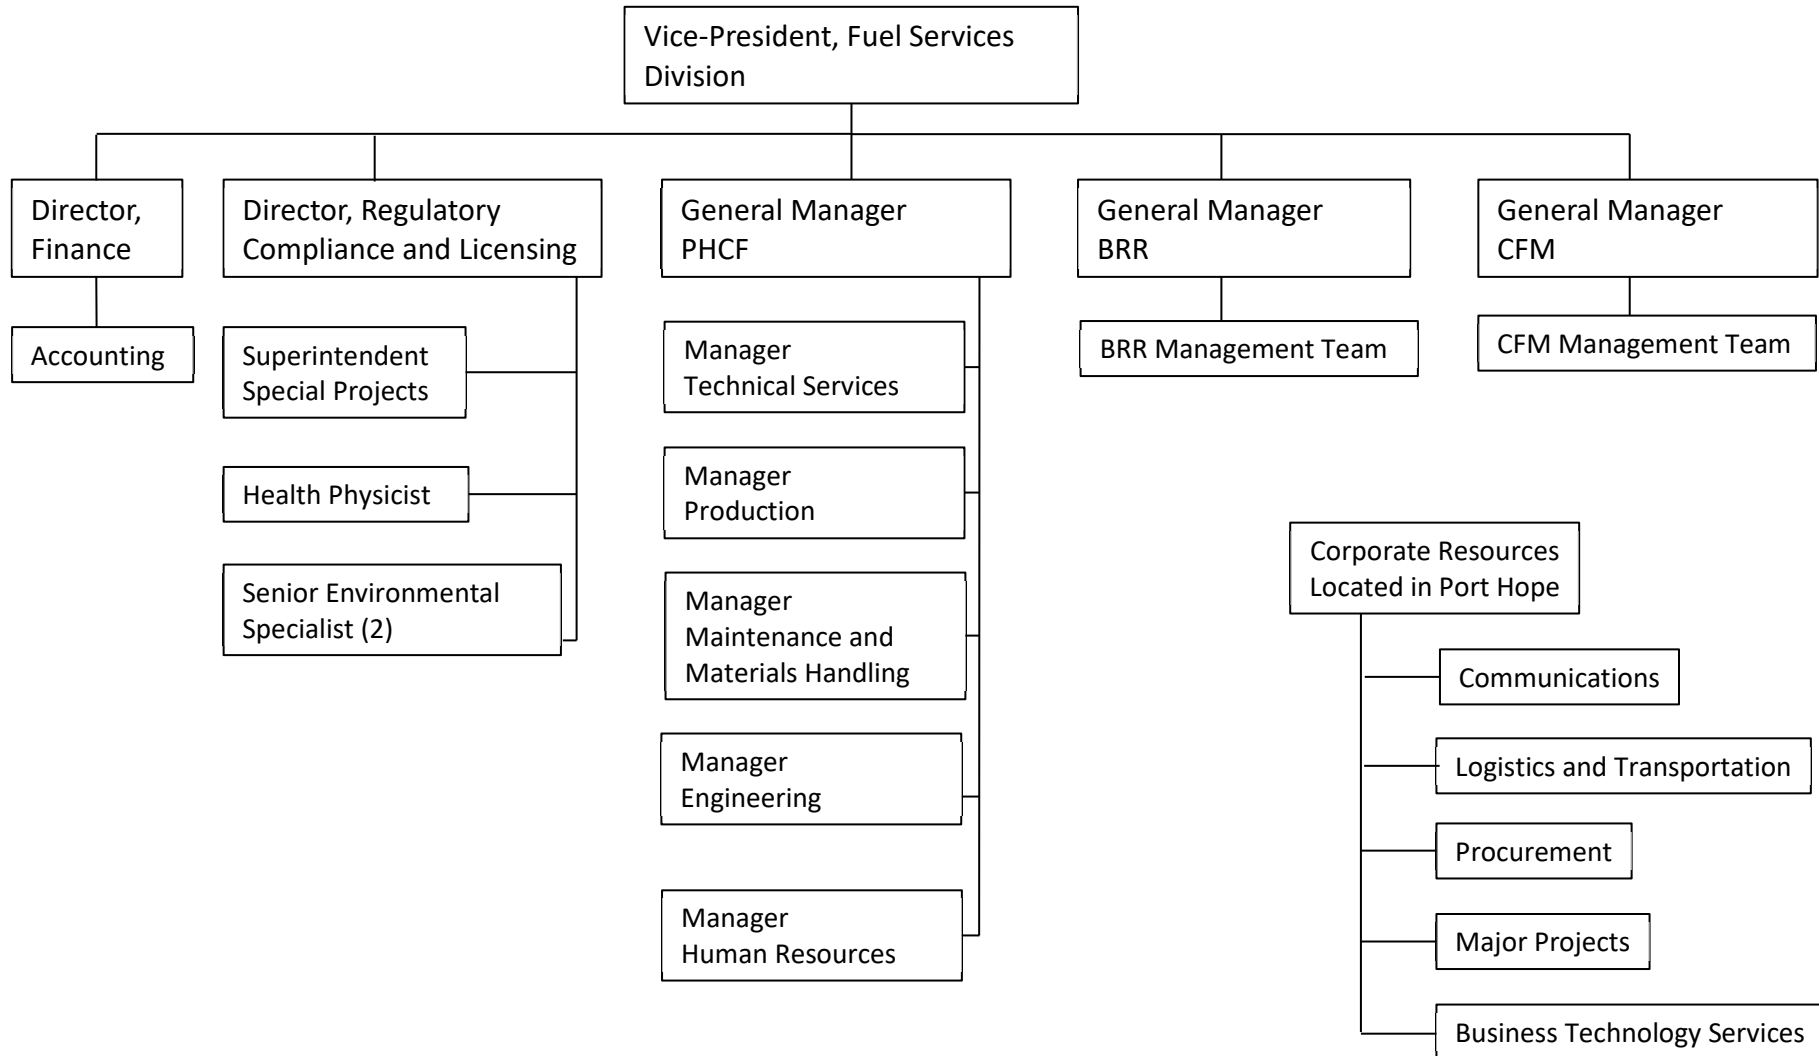 Vice-President, Fuel Services
Division
Director,
Finance
Director, Regulatory
Compliance and Licensing
General Manager
PHCF
General Manager
BRR
General Manager
CFM
Accounting
Superintendent
Special Projects
Health Physicist
Senior Environmental
Specialist (2)
Manager
Technical Services
Manager
Production
Manager
Maintenance and
Materials Handling
Manager
Engineering
Manager
Human Resources
BRR Management Team
CFM Management Team
Corporate Resources
Located in Port Hope
Communications
Logistics and Transportation
Procurement
Major Projects
Business Technology Services